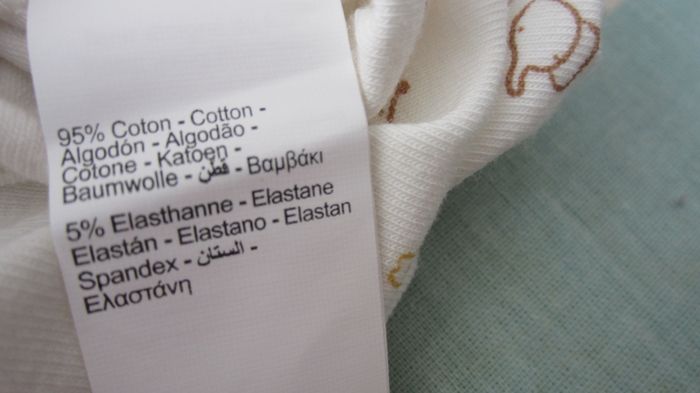 95% Coton - Cotton -
Algodón - Algodão -
Cotone - Katoen -
Baumwolle - قطن - Βαμβάκι
5% Elasthanne - Elastane
Elastán - Elastano - Elastan
Spandex - الستان -
Ελαστάνη